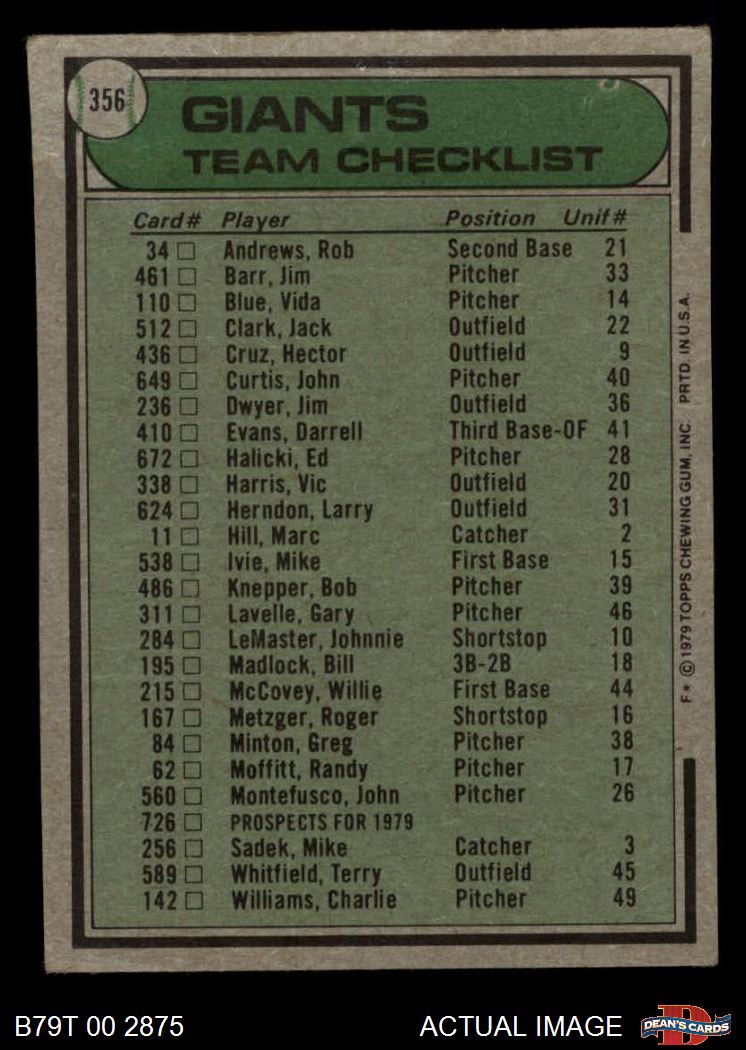 356
GIANTS
TEAM CHECKLIST
Card# Player Position Unif#
34 Andrews, Rob Second Base 21
461 Barr, Jim Pitcher 33
110 Blue, Vida Pitcher 14
512 Clark, Jack Outfield 22
436 Cruz, Hector Outfield 9
649 Curtis, John Pitcher 40
236 Dwyer, Jim Outfield 36
410 Evans, Darrell Third Base-OF 41
672 Halicki, Ed Pitcher 28
338 Harris, Vic Outfield 20
624 Herndon, Larry Outfield 31
11 Hill, Marc Catcher 2
538 Ivie, Mike First Base 15
486 Knepper, Bob Pitcher 39
311 Lavelle, Gary Pitcher 46
284 LeMaster, Johnnie Shortstop 10
195 Madlock, Bill 3B-2B 18
215 McCovey, Willie First Base 44
167 Metzger, Roger Shortstop 16
84 Minton, Greg Pitcher 38
62 Moffitt, Randy Pitcher 17
560 Montefusco, John Pitcher 26
726 PROSPECTS FOR 1979
256 Sadek, Mike Catcher 3
589 Whitfield, Terry Outfield 45
142 Williams, Charlie Pitcher 49
F* © 1979 TOPPS CHEWING GUM, INC. PRTD. IN U.S.A.
B79T 00 2875 ACTUAL IMAGE
D
DEAN'S CARDS